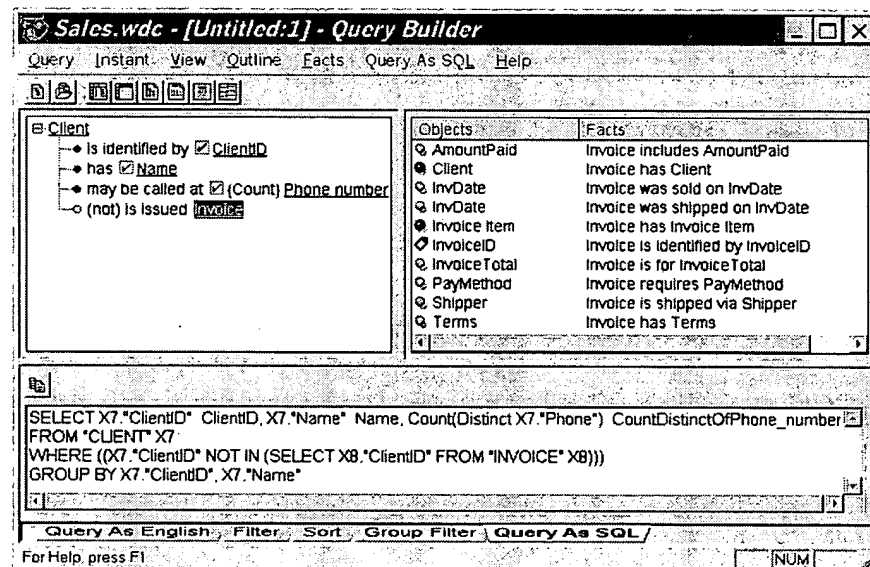 Sales.wdc - [Untitled:1] - Query Builder
Query Instant View Outline Facts Query As SQL Help
Client
is identified by ClientID
has Name
may be called at (Count) Phone number
(not) is issued Invoice
Objects Facts
AmountPaid Invoice includes AmountPaid
Client Invoice has Client
InvDate Invoice was sold on InvDate
InvDate Invoice was shipped on InvDate
Invoice Item Invoice has Invoice Item
InvoiceID Invoice is identified by InvoiceID
InvoiceTotal Invoice is for InvoiceTotal
PayMethod Invoice requires PayMethod
Shipper Invoice is shipped via Shipper
Terms Invoice has Terms
SELECT X7."ClientID" ClientID, X7."Name" Name, Count(Distinct X7."Phone") CountDistinctOfPhone_number
FROM "CLIENT" X7
WHERE ((X7."ClientID" NOT IN (SELECT X8."ClientID" FROM "INVOICE" X8)))
GROUP BY X7."ClientID", X7."Name"
Query As English Filter Sort Group Filter Query As SQL
For Help, press F1 NUM